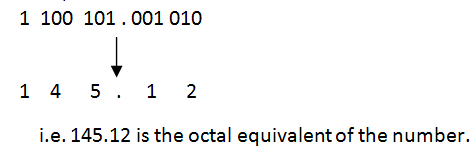 1 100 101 . 001 010
1 4 5 . 1 2
i.e. 145.12 is the octal equivalent of the number.